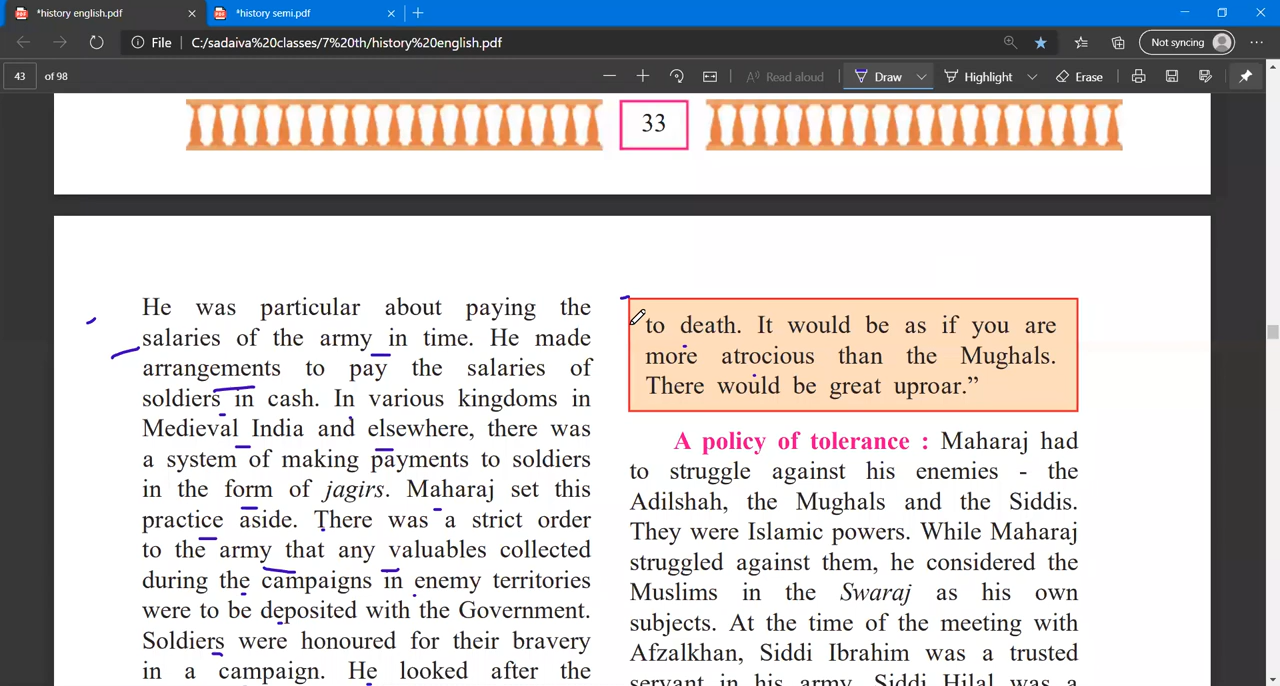 *history english.pdf
*history semi.pdf
File
C:/sadaiva%20classes/7%20th/history%20english.pdf
Not syncing
43 of 98
Read aloud
Draw
Highlight
Erase
33
He was particular about paying the
salaries of the army in time. He made
arrangements to pay the salaries of
soldiers in cash. In various kingdoms in
Medieval India and elsewhere, there was
a system of making payments to soldiers
in the form of jagirs. Maharaj set this
practice aside. There was a strict order
to the army that any valuables collected
during the campaigns in enemy territories
were to be deposited with the Government.
Soldiers were honoured for their bravery
in a campaign. He looked after the
to death. It would be as if you are
more atrocious than the Mughals.
There would be great uproar.”
A policy of tolerance : Maharaj had
to struggle against his enemies - the
Adilshah, the Mughals and the Siddis.
They were Islamic powers. While Maharaj
struggled against them, he considered the
Muslims in the Swaraj as his own
subjects. At the time of the meeting with
Afzalkhan, Siddi Ibrahim was a trusted
servant in his army. Siddi Hilal was a